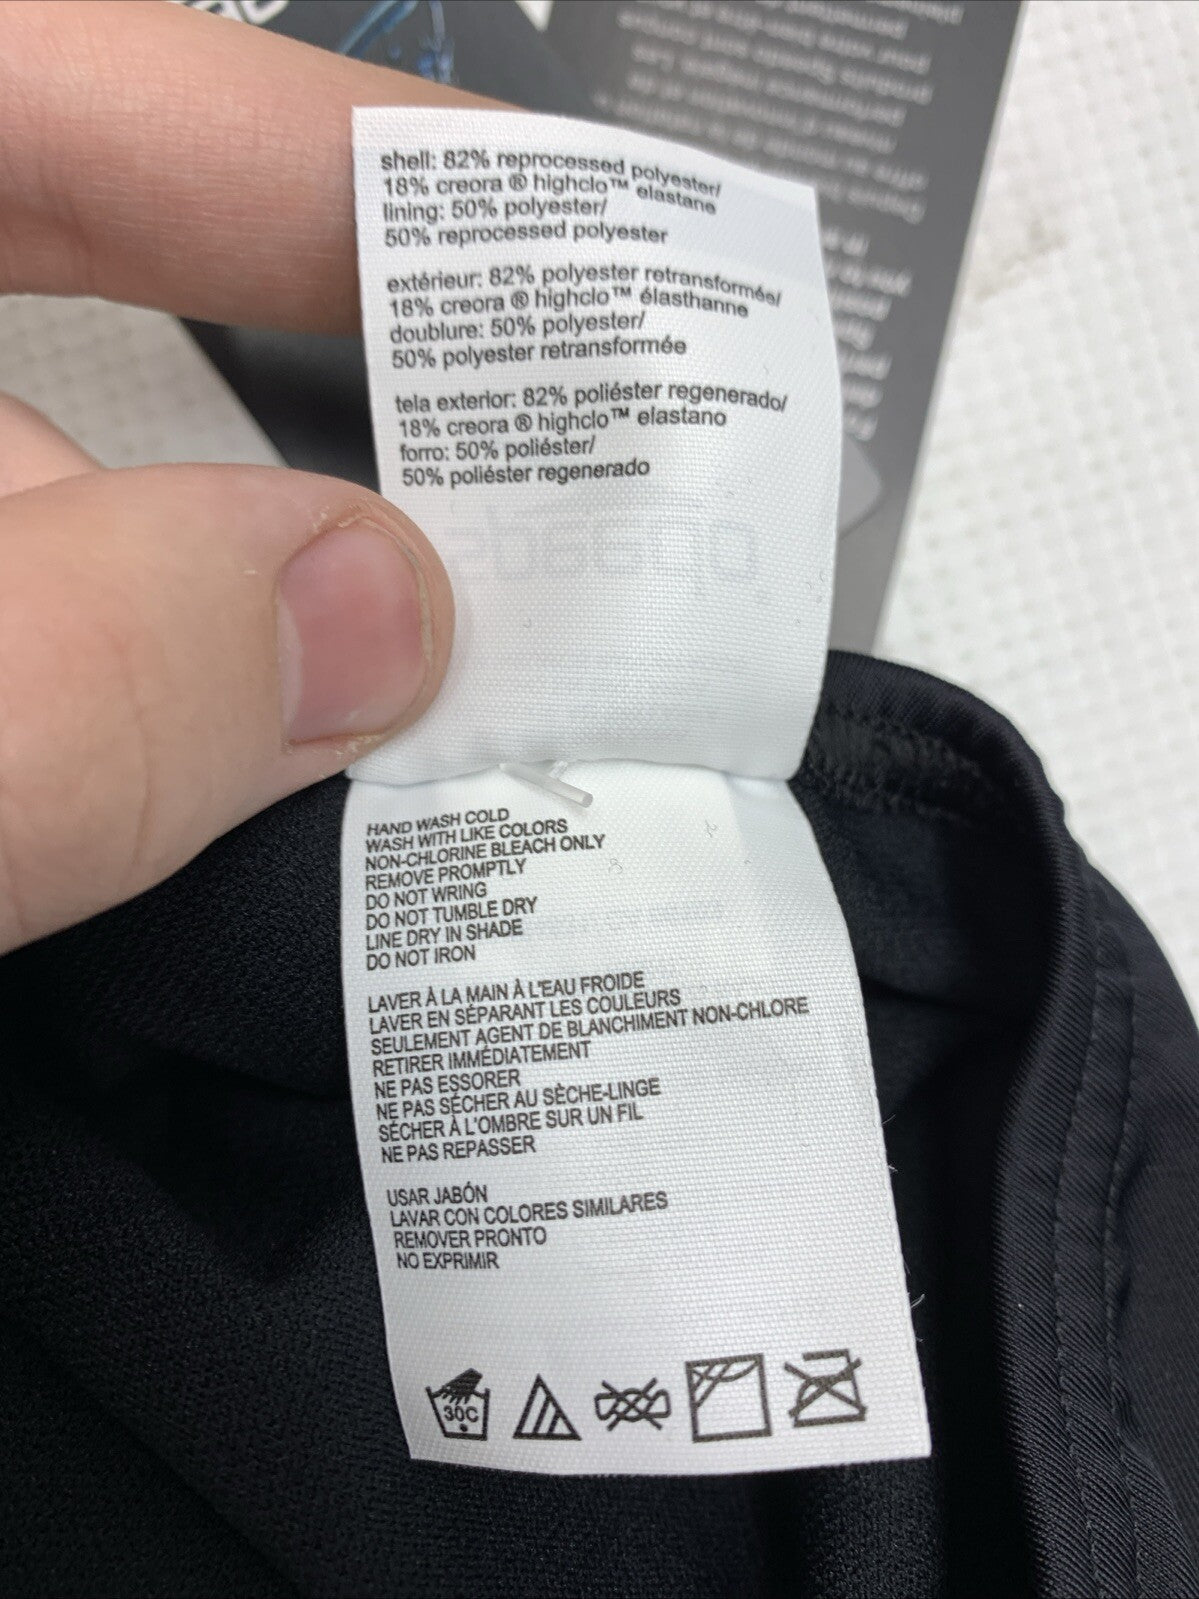 shell: 82% reprocessed polyester/
18% creora ® highclo™ elastane
lining: 50% polyester/
50% reprocessed polyester
extérieur: 82% polyester retransformée/
18% creora ® highclo™ élasthanne
doublure: 50% polyester/
50% polyester retransformée
tela exterior: 82% poliéster regenerado/
18% creora ® highclo™ elastano
forro: 50% poliéster/
50% poliéster regenerado
HAND WASH COLD
WASH WITH LIKE COLORS
NON-CHLORINE BLEACH ONLY
REMOVE PROMPTLY
DO NOT WRING
DO NOT TUMBLE DRY
LINE DRY IN SHADE
DO NOT IRON
LAVER À LA MAIN À L'EAU FROIDE
LAVER EN SÉPARANT LES COULEURS
SEULEMENT AGENT DE BLANCHIMENT NON-CHLORE
RETIRER IMMÉDIATEMENT
NE PAS ESSORER
NE PAS SÉCHER AU SÈCHE-LINGE
SÉCHER À L'OMBRE SUR UN FIL
NE PAS REPASSER
USAR JABÓN
LAVAR CON COLORES SIMILARES
REMOVER PRONTO
NO EXPRIMIR
30C